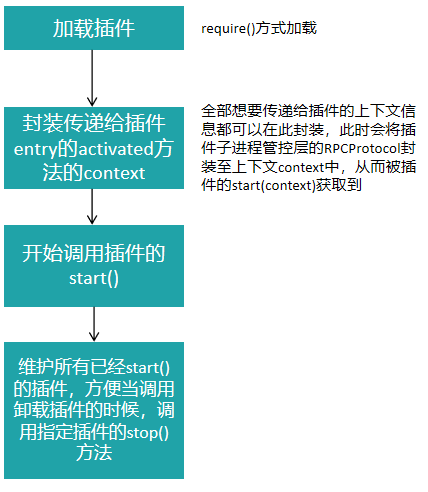 加载插件
require()方式加载
封装传递给插件
entry的activated方
法的context
全部想要传递给插件的上下文信
息都可以在此封装，此时会将插
件子进程管控层的RPCProtocol封
装至上下文context中，从而被插
件的start(context)获取到
开始调用插件的
start()
维护所有已经start()
的插件，方便当调用
卸载插件的时候，调
用指定插件的stop()
方法